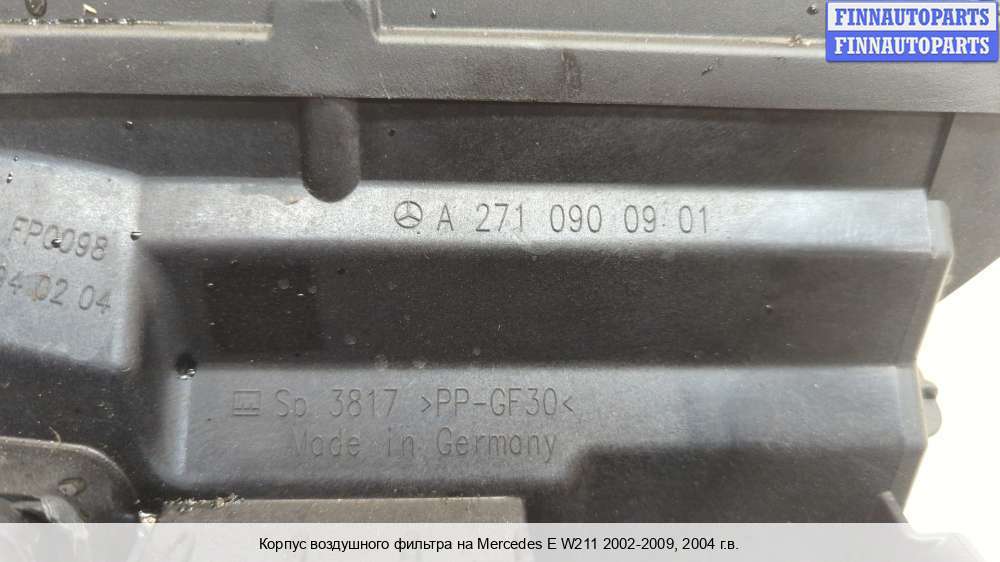 FINNAUTOPARTS
FINNAUTOPARTS
A 271 090 09 01
FP0098
94 02 04
Sp 3817 >PP-GF30<
Made in Germany
Корпус воздушного фильтра на Mercedes E W211 2002-2009, 2004 г.в.